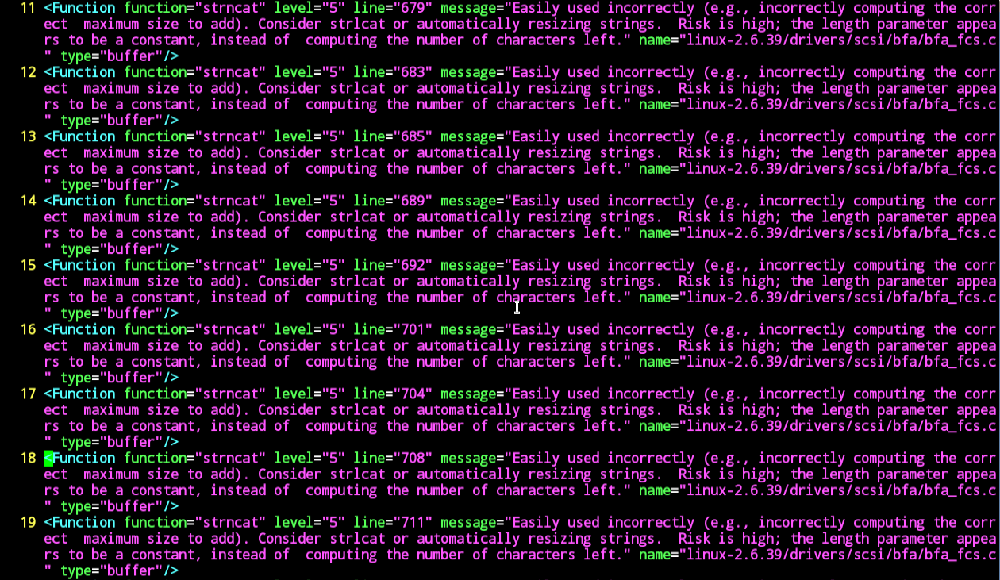 11 <Function function="strncat" level="5" line="679" message="Easily used incorrectly (e.g., incorrectly computing the corr
ect  maximum size to add). Consider strlcat or automatically resizing strings.  Risk is high; the length parameter appea
rs to be a constant, instead of  computing the number of characters left." name="linux-2.6.39/drivers/scsi/bfa/bfa_fcs.c
" type="buffer"/>
12 <Function function="strncat" level="5" line="683" message="Easily used incorrectly (e.g., incorrectly computing the corr
ect  maximum size to add). Consider strlcat or automatically resizing strings.  Risk is high; the length parameter appea
rs to be a constant, instead of  computing the number of characters left." name="linux-2.6.39/drivers/scsi/bfa/bfa_fcs.c
" type="buffer"/>
13 <Function function="strncat" level="5" line="685" message="Easily used incorrectly (e.g., incorrectly computing the corr
ect  maximum size to add). Consider strlcat or automatically resizing strings.  Risk is high; the length parameter appea
rs to be a constant, instead of  computing the number of characters left." name="linux-2.6.39/drivers/scsi/bfa/bfa_fcs.c
" type="buffer"/>
14 <Function function="strncat" level="5" line="689" message="Easily used incorrectly (e.g., incorrectly computing the corr
ect  maximum size to add). Consider strlcat or automatically resizing strings.  Risk is high; the length parameter appea
rs to be a constant, instead of  computing the number of characters left." name="linux-2.6.39/drivers/scsi/bfa/bfa_fcs.c
" type="buffer"/>
15 <Function function="strncat" level="5" line="692" message="Easily used incorrectly (e.g., incorrectly computing the corr
ect  maximum size to add). Consider strlcat or automatically resizing strings.  Risk is high; the length parameter appea
rs to be a constant, instead of  computing the number of characters left." name="linux-2.6.39/drivers/scsi/bfa/bfa_fcs.c
" type="buffer"/>
16 <Function function="strncat" level="5" line="701" message="Easily used incorrectly (e.g., incorrectly computing the corr
ect  maximum size to add). Consider strlcat or automatically resizing strings.  Risk is high; the length parameter appea
rs to be a constant, instead of  computing the number of characters left." name="linux-2.6.39/drivers/scsi/bfa/bfa_fcs.c
" type="buffer"/>
17 <Function function="strncat" level="5" line="704" message="Easily used incorrectly (e.g., incorrectly computing the corr
ect  maximum size to add). Consider strlcat or automatically resizing strings.  Risk is high; the length parameter appea
rs to be a constant, instead of  computing the number of characters left." name="linux-2.6.39/drivers/scsi/bfa/bfa_fcs.c
" type="buffer"/>
18 <Function function="strncat" level="5" line="708" message="Easily used incorrectly (e.g., incorrectly computing the corr
ect  maximum size to add). Consider strlcat or automatically resizing strings.  Risk is high; the length parameter appea
rs to be a constant, instead of  computing the number of characters left." name="linux-2.6.39/drivers/scsi/bfa/bfa_fcs.c
" type="buffer"/>
19 <Function function="strncat" level="5" line="711" message="Easily used incorrectly (e.g., incorrectly computing the corr
ect  maximum size to add). Consider strlcat or automatically resizing strings.  Risk is high; the length parameter appea
rs to be a constant, instead of  computing the number of characters left." name="linux-2.6.39/drivers/scsi/bfa/bfa_fcs.c
" type="buffer"/>